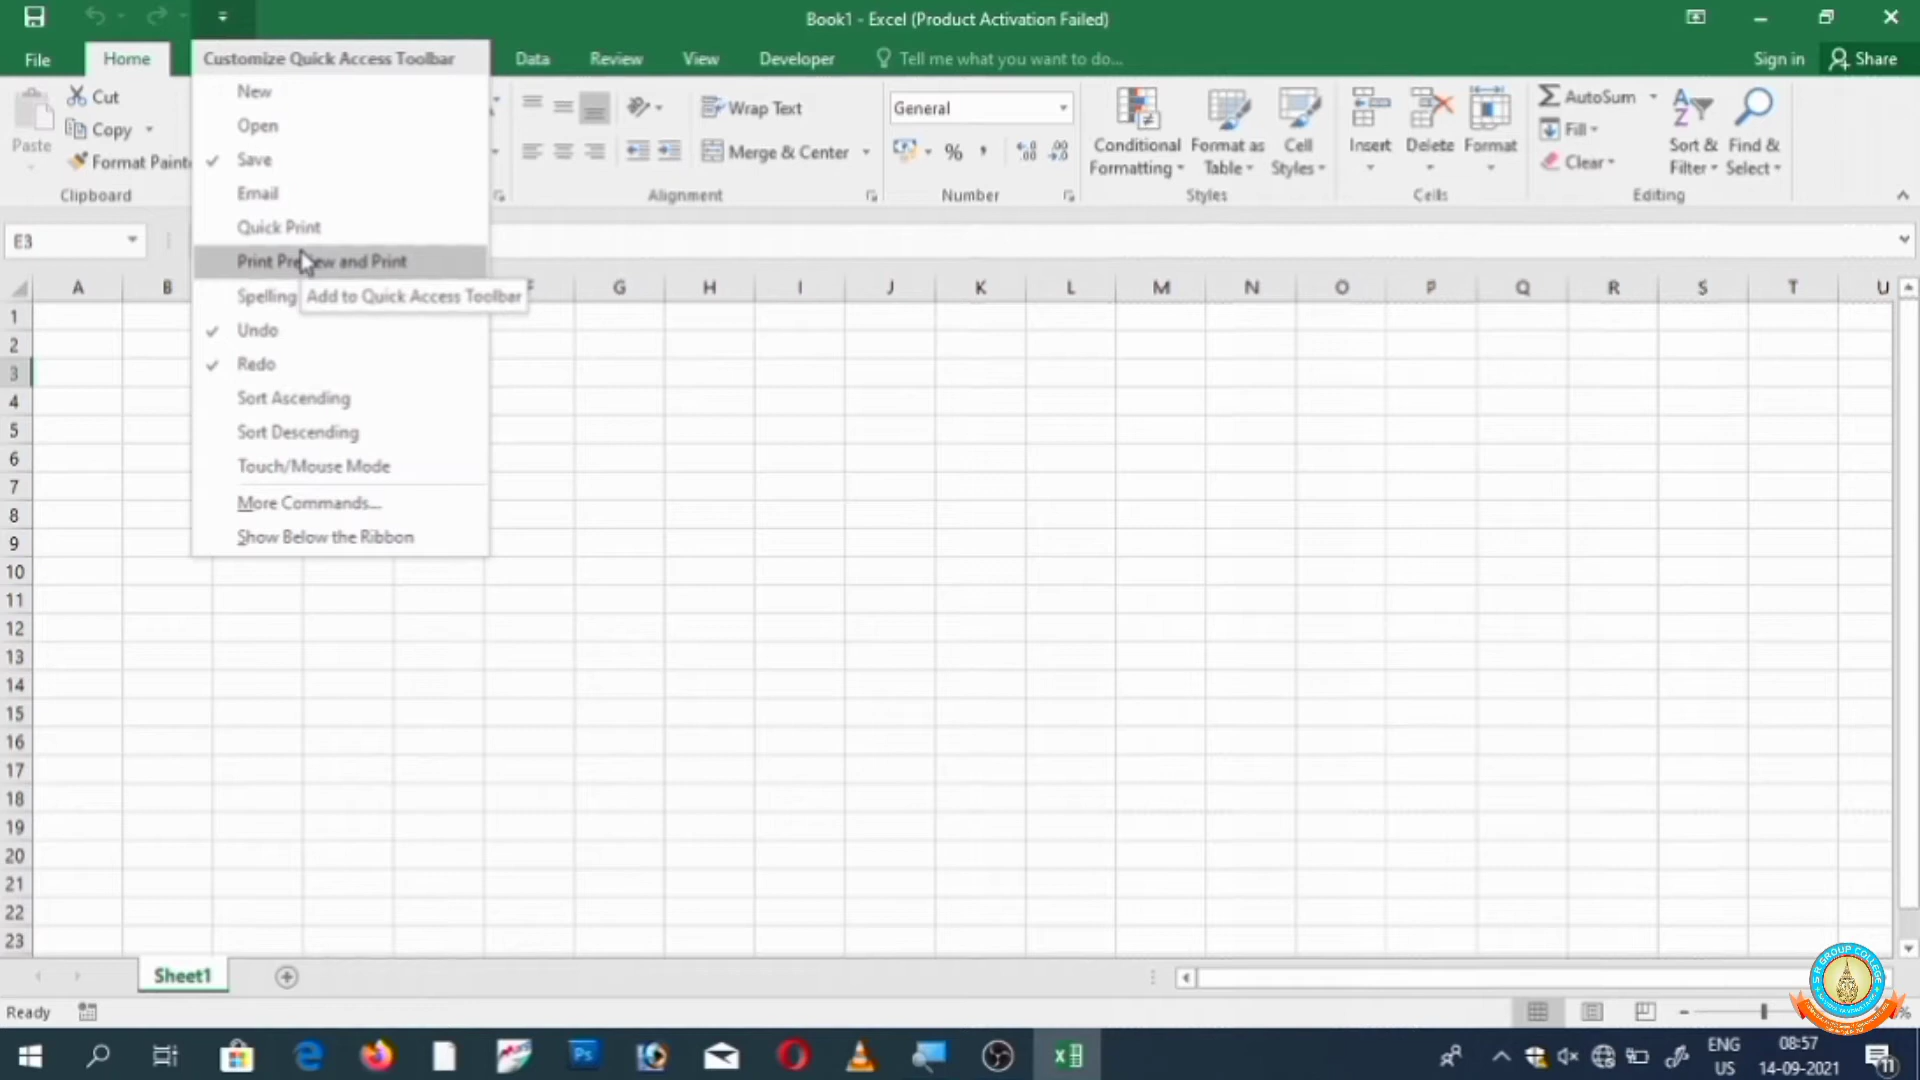 Book1 - Excel (Product Activation Failed)
File
Home
Data
Review
View
Developer
Tell me what you want to do...
Sign in
Share
Customize Quick Access Toolbar
New
Open
Save
Email
Quick Print
Print Preview and Print
Spelling
Add to Quick Access Toolbar
Undo
Redo
Sort Ascending
Sort Descending
Touch/Mouse Mode
More Commands...
Show Below the Ribbon
Paste
Cut
Copy
Format Painte
Clipboard
Wrap Text
Merge & Center
Alignment
General
%
Number
Conditional Formatting
Format as Table
Cell Styles
Styles
Insert
Delete
Format
Cells
AutoSum
Fill
Clear
Sort & Filter
Find & Select
Editing
E3
A B F G H I J K L M N O P Q R S T U
1
2
3
4
5
6
7
8
9
10
11
12
13
14
15
16
17
18
19
20
21
22
23
Sheet1
Ready
S R GROUP COLLEGE
%
ENG
US
08:57
14-09-2021
11